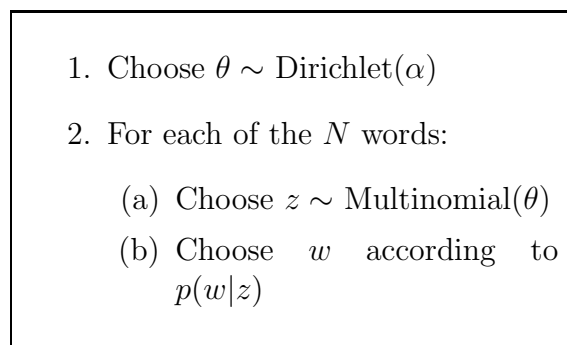 1. Choose θ ∼ Dirichlet(α)
2. For each of the N words:
(a) Choose z ∼ Multinomial(θ)
(b) Choose w according to
p(w|z)